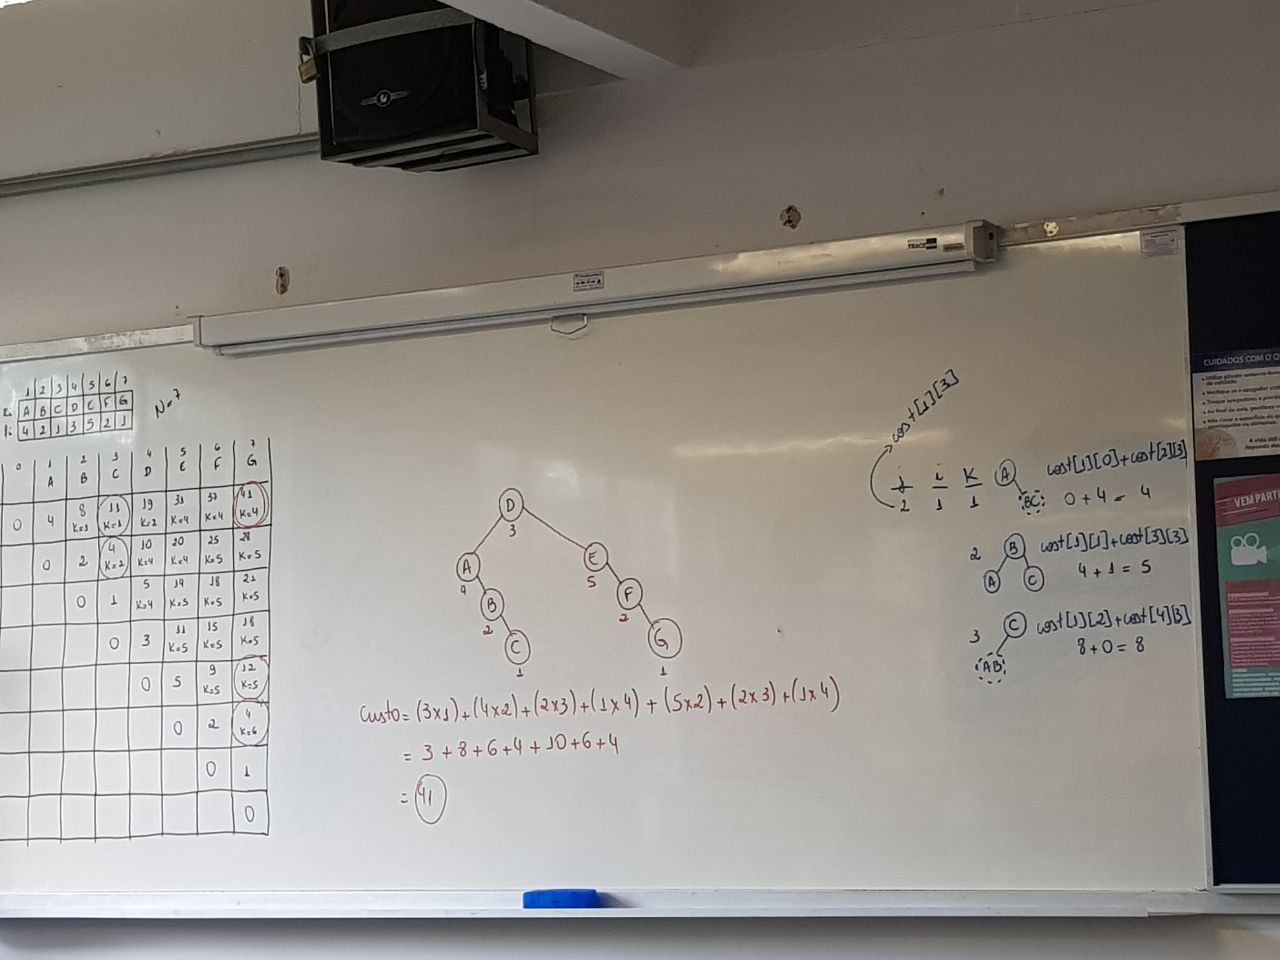 1 2 3 4 5 6 7
A B C D E F G
4 2 1 3 5 2 1
N=7
0 1 2 3 4 5 6 7
A B C D E F G
0 4 8 K=1 11 K=1 19 K=2 31 K=4 37 K=4 41 K=4
0 2 4 K=2 10 K=4 20 K=4 25 K=5 28 K=5
0 1 5 K=4 14 K=5 18 K=5 21 K=5
0 3 11 K=5 15 K=5 18 K=5
0 5 9 K=5 12 K=5
0 2 4 K=6
0 1
0
D
3
A
4
E
5
B
2
F
2
C
1
G
1
Custo = (3x1)+(4x2)+(2x3)+(1x4)+(5x2)+(2x3)+(1x4)
= 3+8+6+4+10+6+4
= 41
cost[1][3]
j i K
2 1 1
A
BC
cost[1][0]+cost[2][3]
0+4= 4
2
B
A C
cost[1][1]+cost[3][3]
4+1=5
3
C
AB
cost[1][2]+cost[4][3]
8+0=8
TRACE
CUIDADOS COM O Q
VEM PARTI